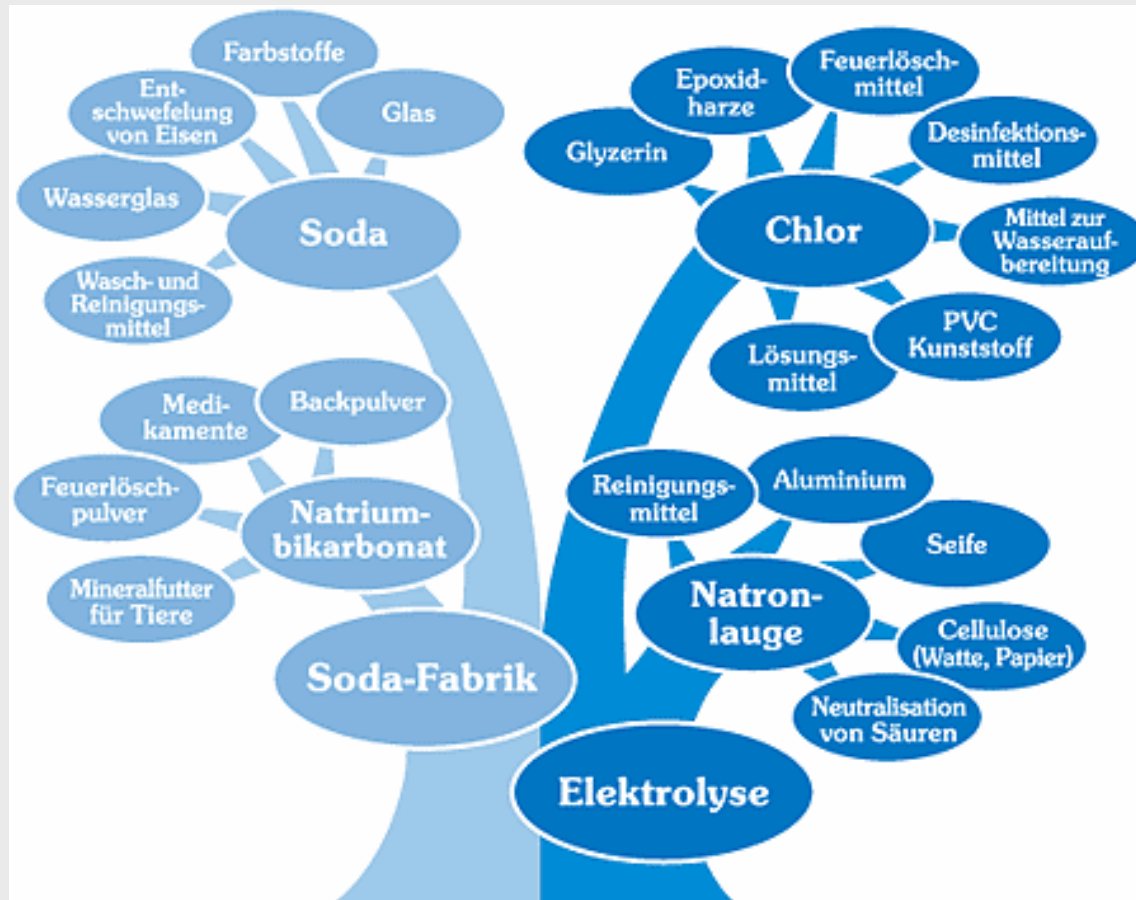 Farbstoffe
Ent-
schwefelung
von Eisen
Glas
Wasserglas
Soda
Wasch- und
Reinigungs-
mittel
Medi-
kamente
Backpulver
Feuerlösch-
pulver
Natrium-
bikarbonat
Mineralfutter
für Tiere
Soda-Fabrik
Epoxid-
harze
Feuerlösch-
mittel
Glyzerin
Desinfektions-
mittel
Chlor
Mittel zur
Wasserauf-
bereitung
PVC
Kunststoff
Lösungs-
mittel
Reinigungs-
mittel
Aluminium
Seife
Natron-
lauge
Cellulose
(Watte, Papier)
Neutralisation
von Säuren
Elektrolyse